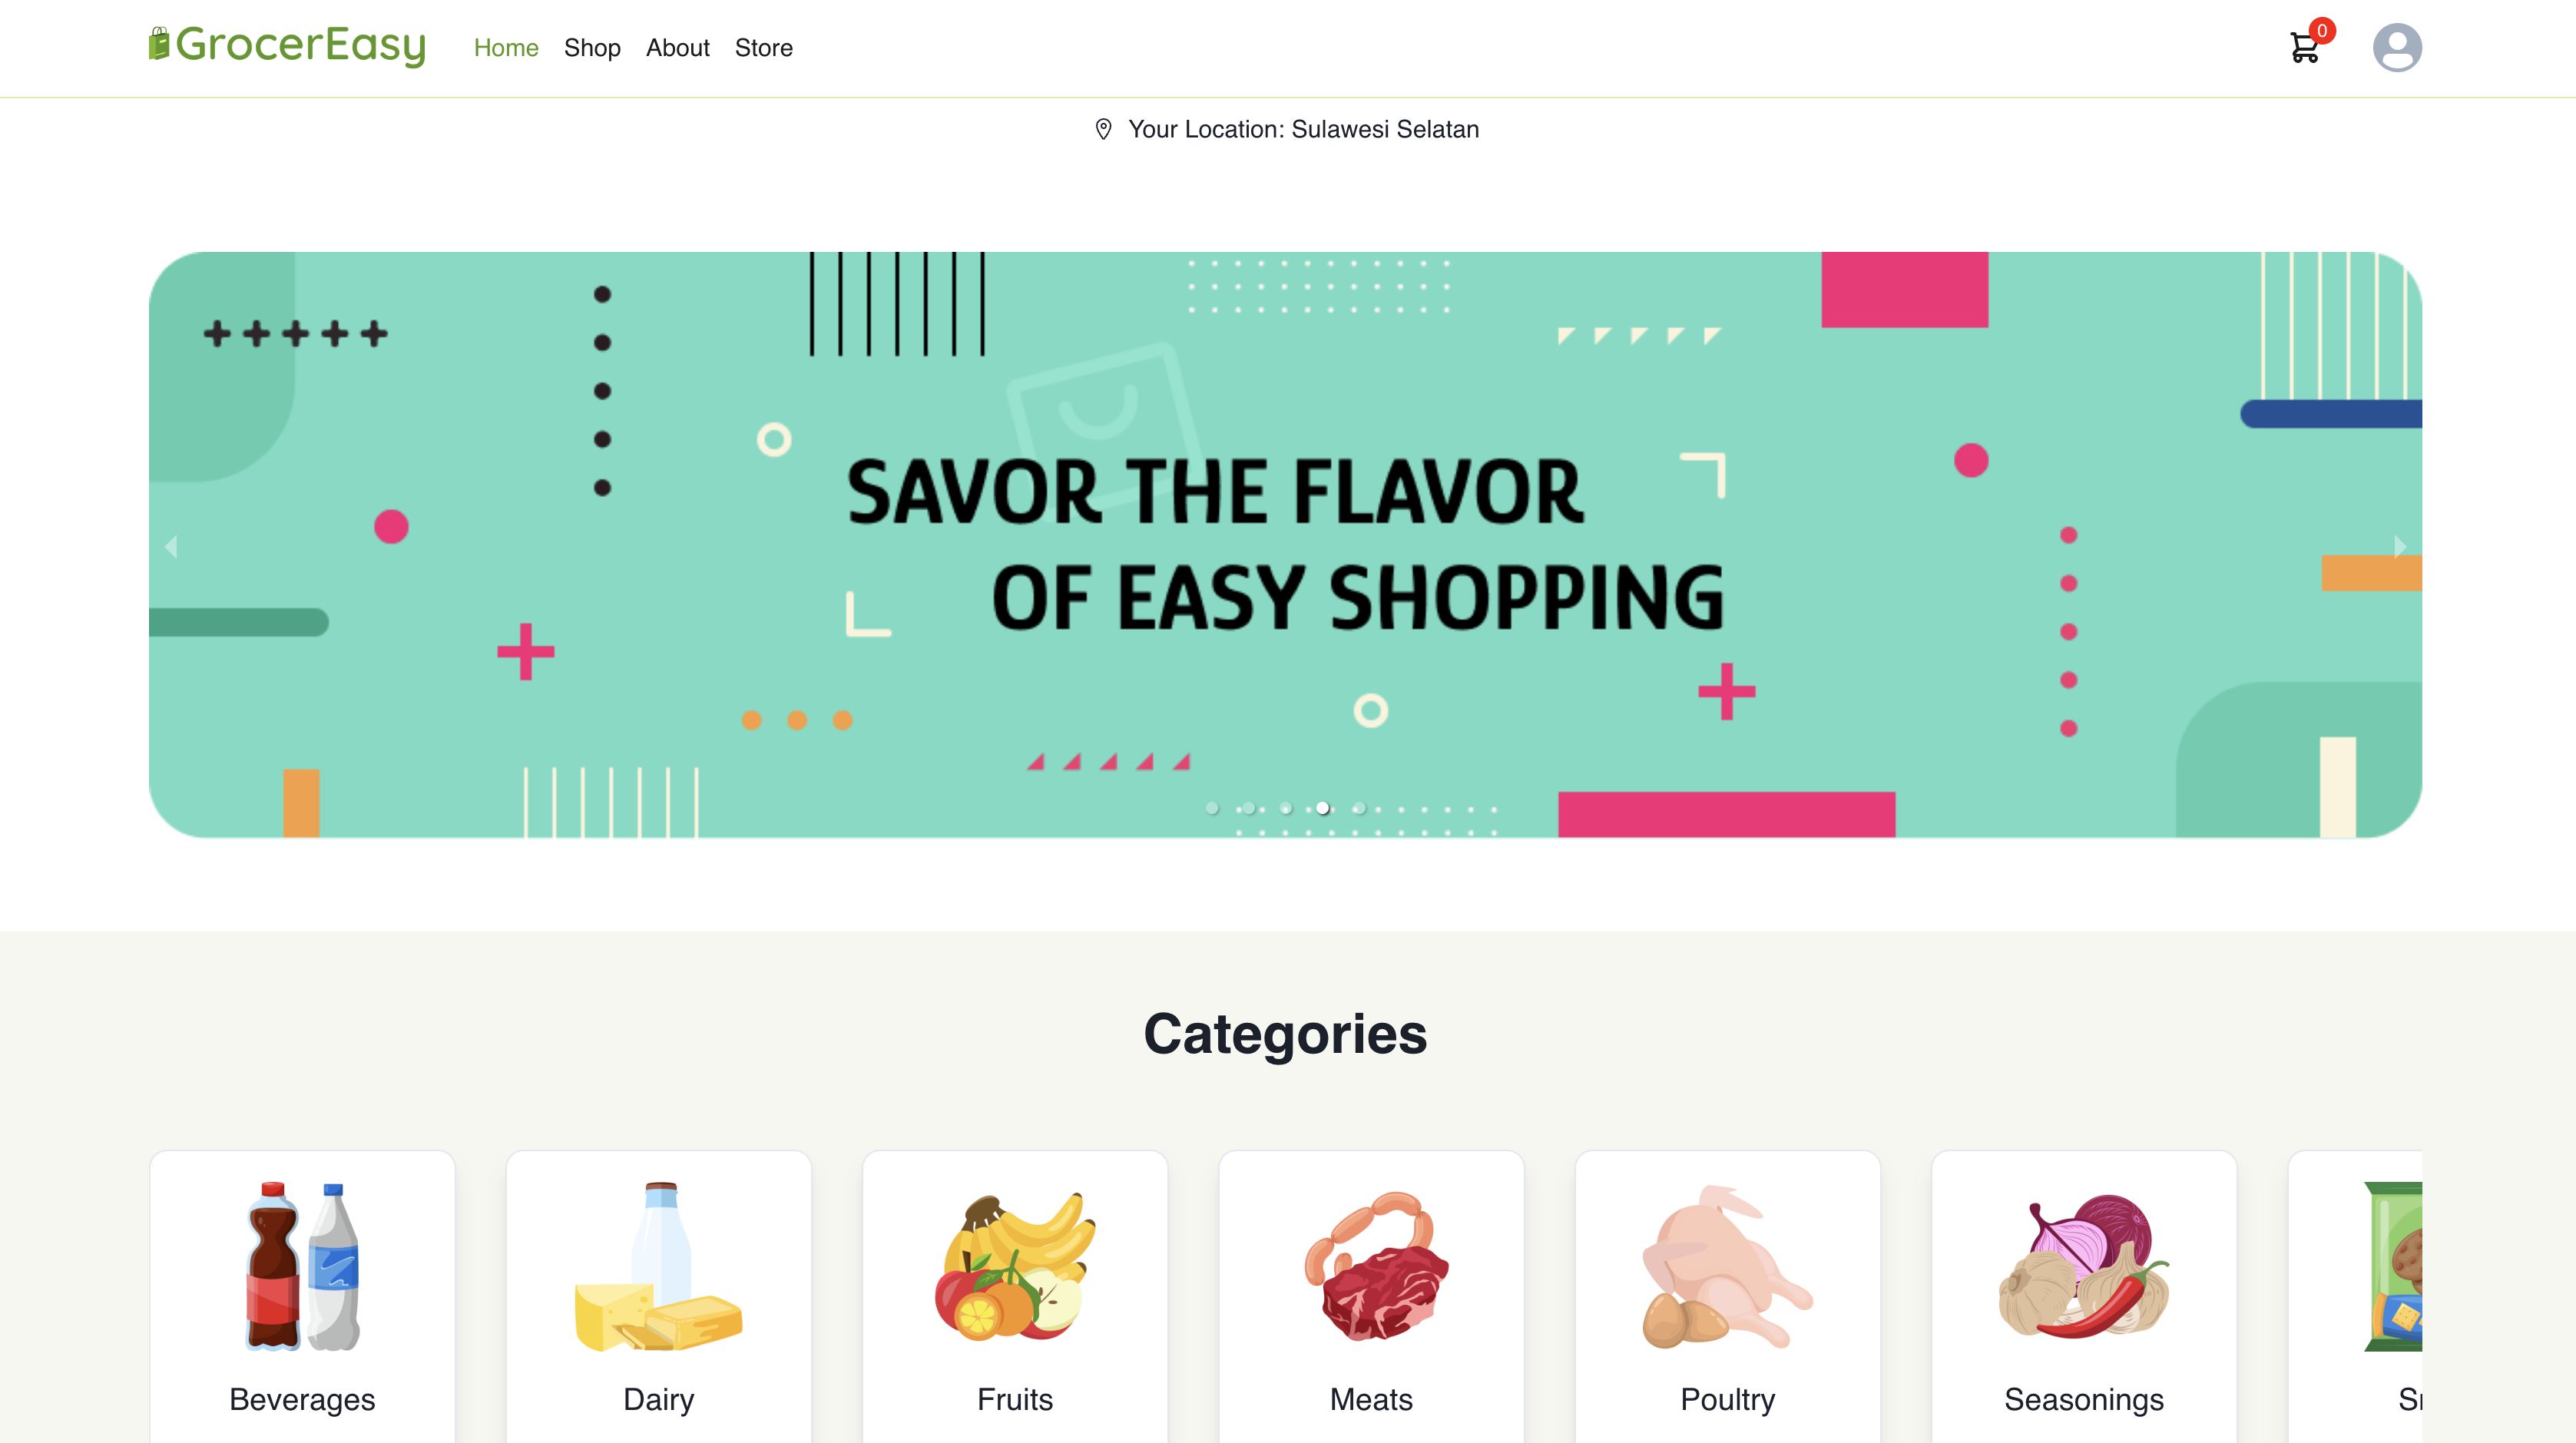 GrocerEasy
Home Shop About Store
0
Your Location: Sulawesi Selatan
SAVOR THE FLAVOR
OF EASY SHOPPING
Categories
Beverages
Dairy
Fruits
Meats
Poultry
Seasonings